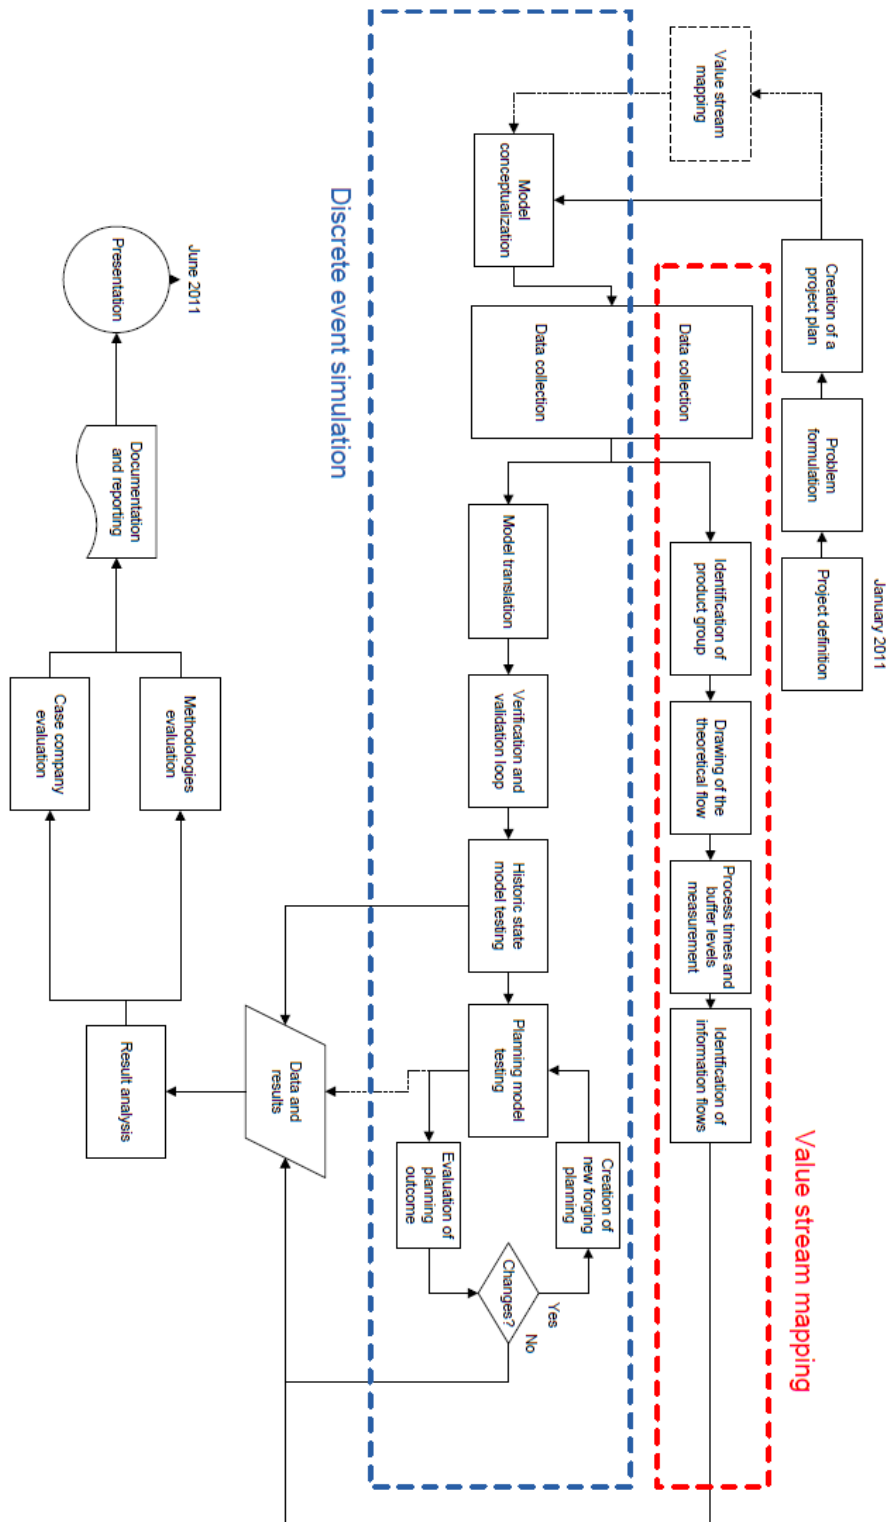 January 2011
Project definition
Problem
formulation
Creation of a
project plan
Value stream
mapping
Value stream mapping
Data collection
Identification of
product group
Drawing of the
theoretical flow
Process times and
buffer levels
measurement
Identfication of
information flows
Model
conceptualization
Data collection
Model translation
Verification and
validation loop
Historic state
model testing
Planning model
testing
Creation of
new forging
planning
Evaluation of
planning
outcome
Changes?
Yes
No
Discrete event simulation
Data and
results
Result analysis
Methodologies
evaluation
Case company
evaluation
Documentation
and reporting
Presentation
June 2011